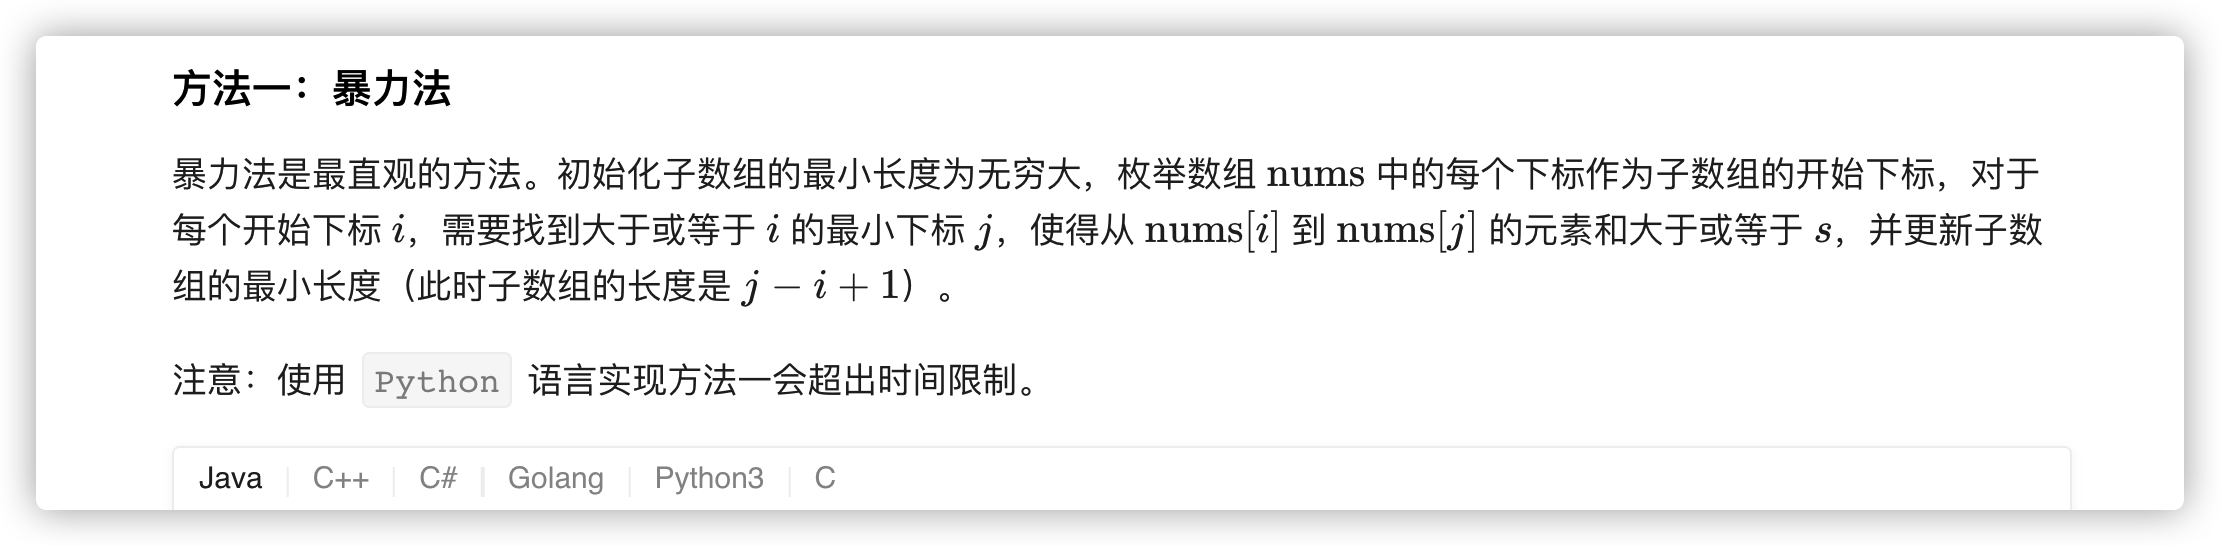 方法一：暴力法
暴力法是最直观的方法。初始化子数组的最小长度为无穷大，枚举数组 nums 中的每个下标作为子数组的开始下标，对于
每个开始下标 i，需要找到大于或等于 i 的最小下标 j，使得从 nums[i] 到 nums[j] 的元素和大于或等于 s，并更新子数
组的最小长度（此时子数组的长度是 j − i + 1）。
注意：使用 Python 语言实现方法一会超出时间限制。
Java | C++ | C# | Golang | Python3 | C